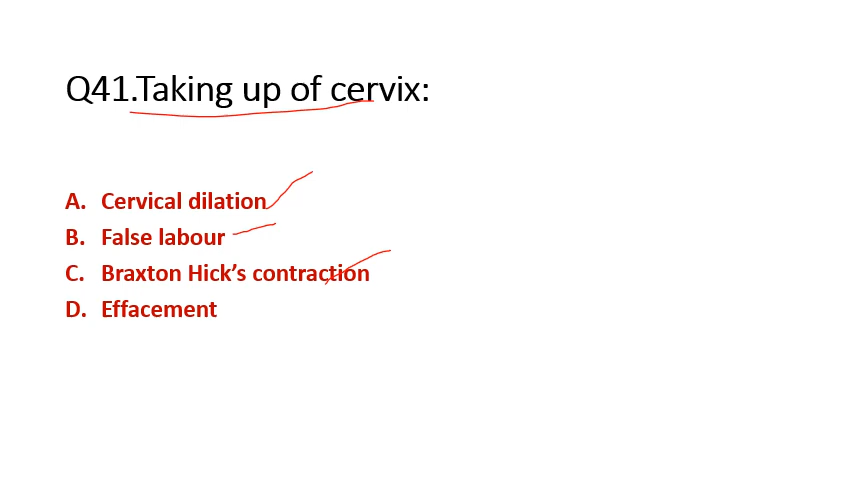 Q41.Taking up of cervix:
A. Cervical dilation
B. False labour
C. Braxton Hick's contraction
D. Effacement